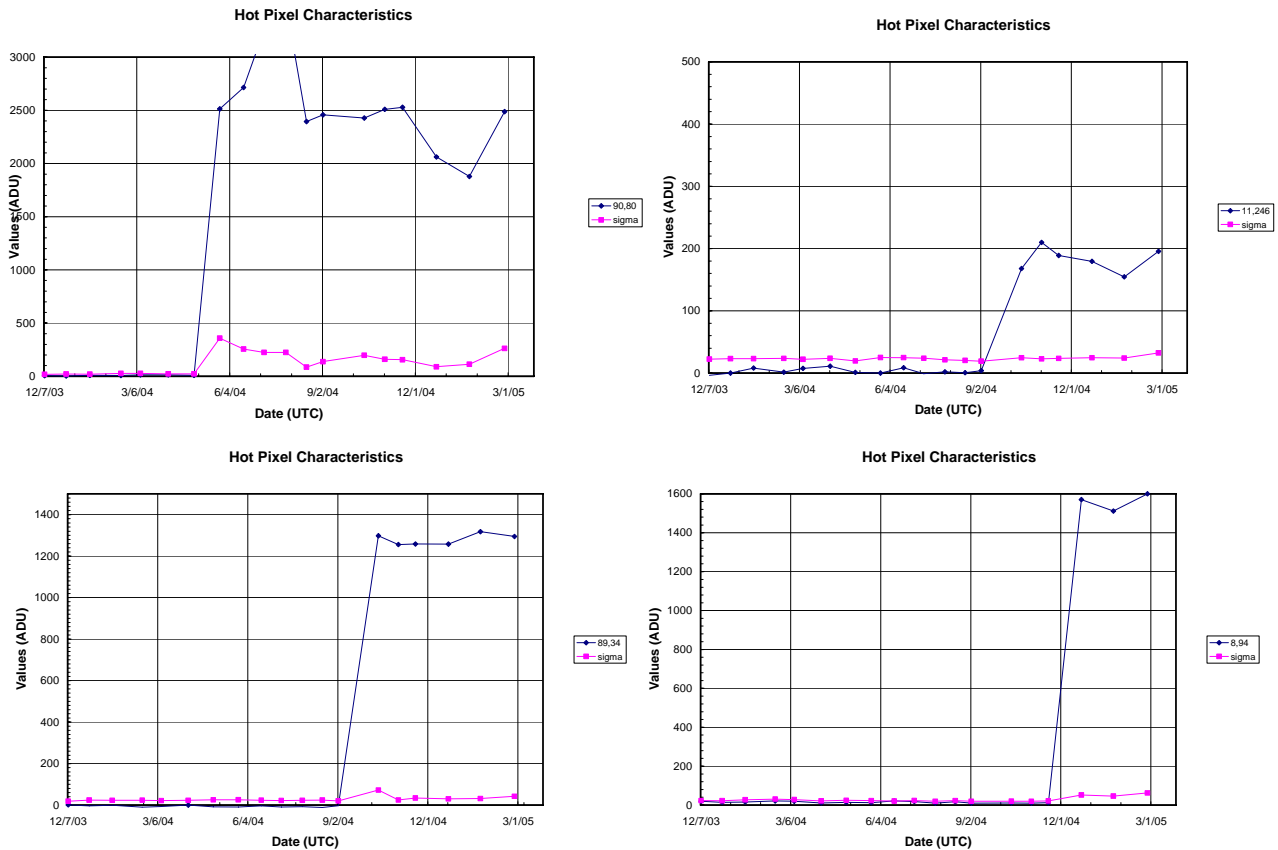 Hot Pixel Characteristics
3000
2500
2000
1500
1000
500
0
Values (ADU)
12/7/03 3/6/04 6/4/04 9/2/04 12/1/04 3/1/05
Date (UTC)
90,80
sigma
Hot Pixel Characteristics
500
400
300
200
100
0
Values (ADU)
12/7/03 3/6/04 6/4/04 9/2/04 12/1/04 3/1/05
Date (UTC)
11,246
sigma
Hot Pixel Characteristics
1400
1200
1000
800
600
400
200
0
Values (ADU)
12/7/03 3/6/04 6/4/04 9/2/04 12/1/04 3/1/05
Date (UTC)
89,34
sigma
Hot Pixel Characteristics
1600
1400
1200
1000
800
600
400
200
0
Values (ADU)
12/7/03 3/6/04 6/4/04 9/2/04 12/1/04 3/1/05
Date (UTC)
8,94
sigma